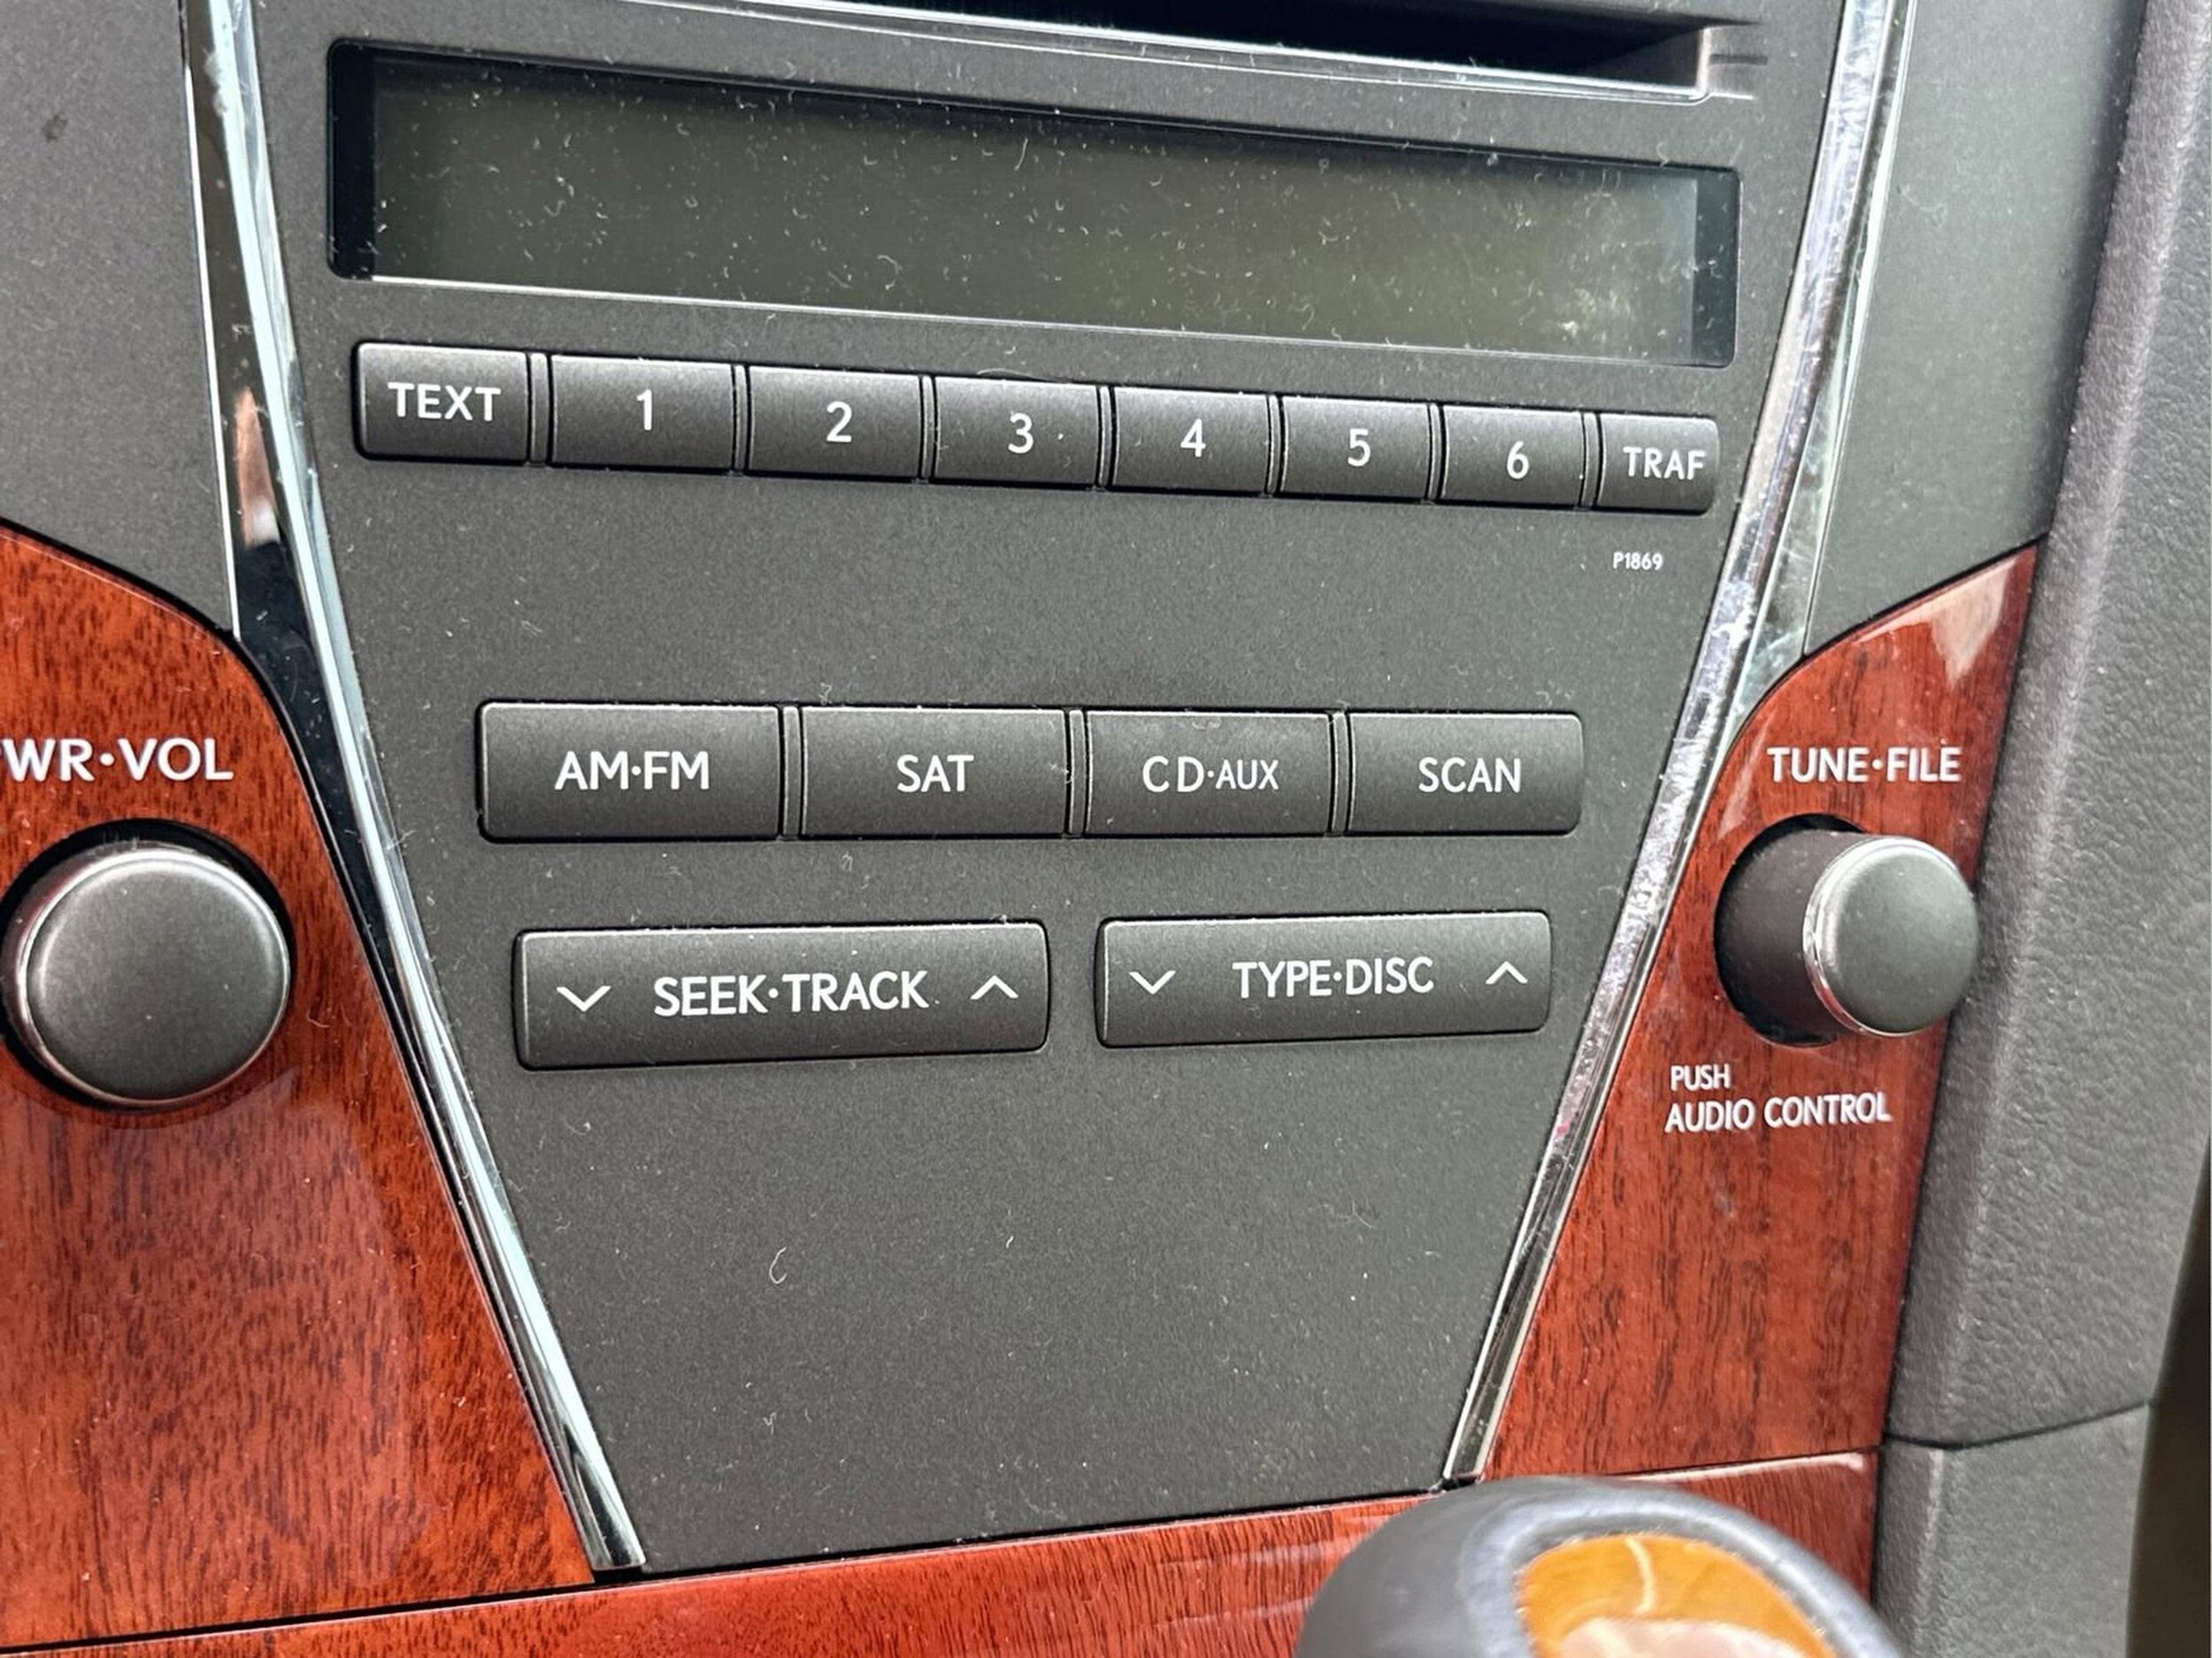 TEXT 1 2 3 4 5 6 TRAF
P1869
WR•VOL
AM•FM SAT CD•AUX SCAN
TUNE•FILE
SEEK•TRACK TYPE•DISC
PUSH
AUDIO CONTROL